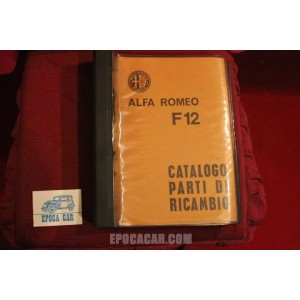 ALFA ROMEO
F12
CATALOGO
PARTI DI
RICAMBIO
EPOCA CAR
EPOCACAR.COM